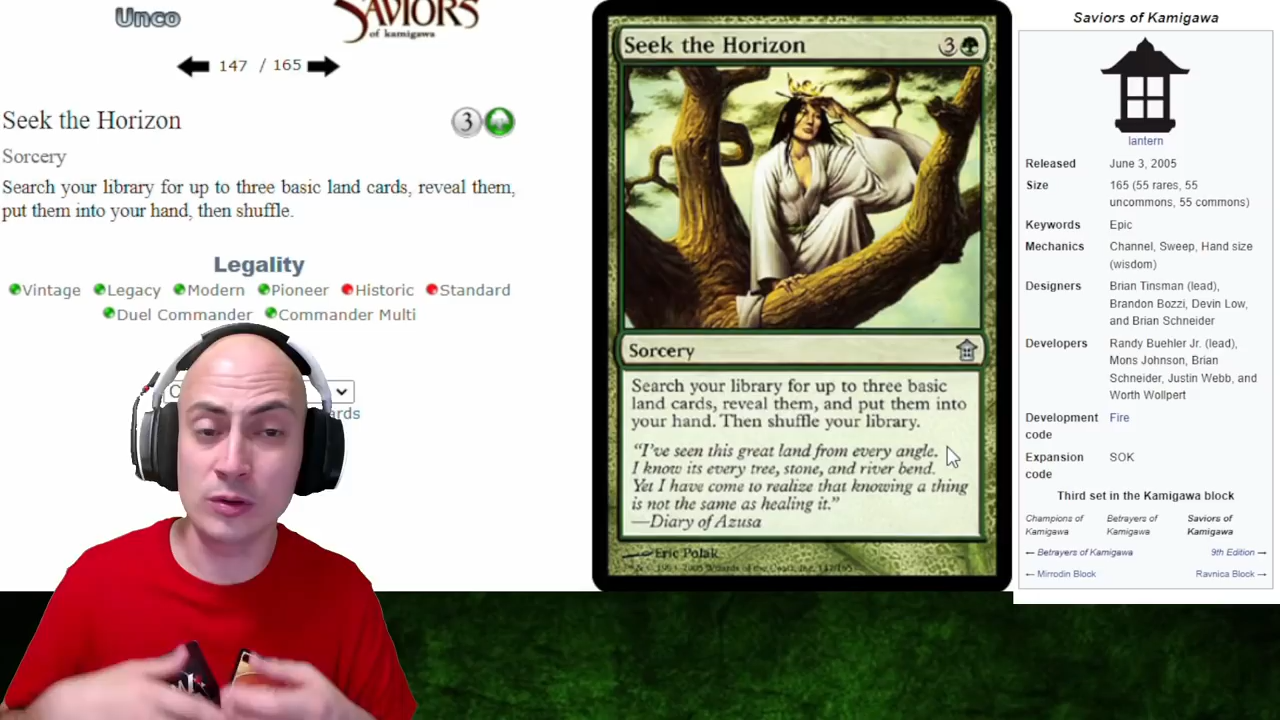 Unco
SAVIORS
of kamigawa
147 / 165
Seek the Horizon
3
Sorcery
Search your library for up to three basic land cards, reveal them,
put them into your hand, then shuffle.
Legality
Vintage Legacy Modern Pioneer Historic Standard
Duel Commander Commander Multi
C
ards
Seek the Horizon 3
Sorcery
Search your library for up to three basic
land cards, reveal them, and put them into
your hand. Then shuffle your library.
"I've seen this great land from every angle.
I know its every tree, stone, and river bend.
Yet I have come to realize that knowing a thing
is not the same as healing it."
—Diary of Azusa
Eric Polak
Saviors of Kamigawa
lantern
Released June 3, 2005
Size 165 (55 rares, 55
uncommons, 55 commons)
Keywords Epic
Mechanics Channel, Sweep, Hand size
(wisdom)
Designers Brian Tinsman (lead),
Brandon Bozzi, Devin Low,
and Brian Schneider
Developers Randy Buehler Jr. (lead),
Mons Johnson, Brian
Schneider, Justin Webb, and
Worth Wollpert
Development Fire
code
Expansion SOK
code
Third set in the Kamigawa block
Champions of Betrayers of Saviors of
Kamigawa Kamigawa Kamigawa
← Betrayers of Kamigawa 9th Edition →
← Mirrodin Block Ravnica Block →